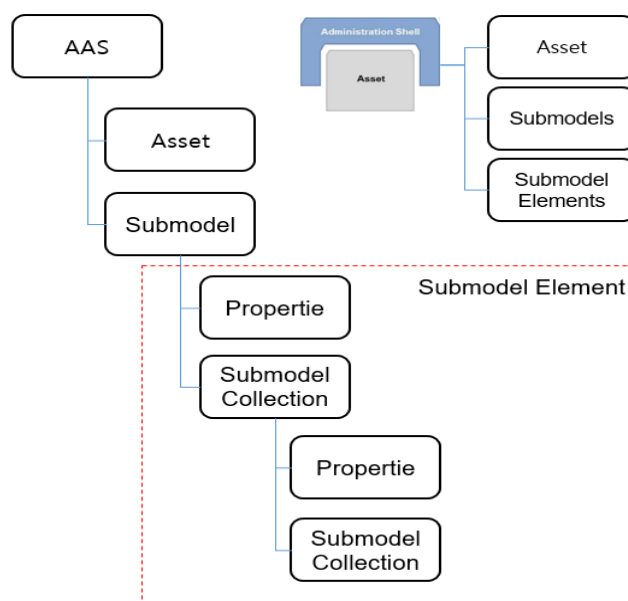 AAS
Asset
Submodel
Administration Shell
Asset
Asset
Submodels
Submodel
Elements
Submodel Element
Propertie
Submodel
Collection
Propertie
Submodel
Collection